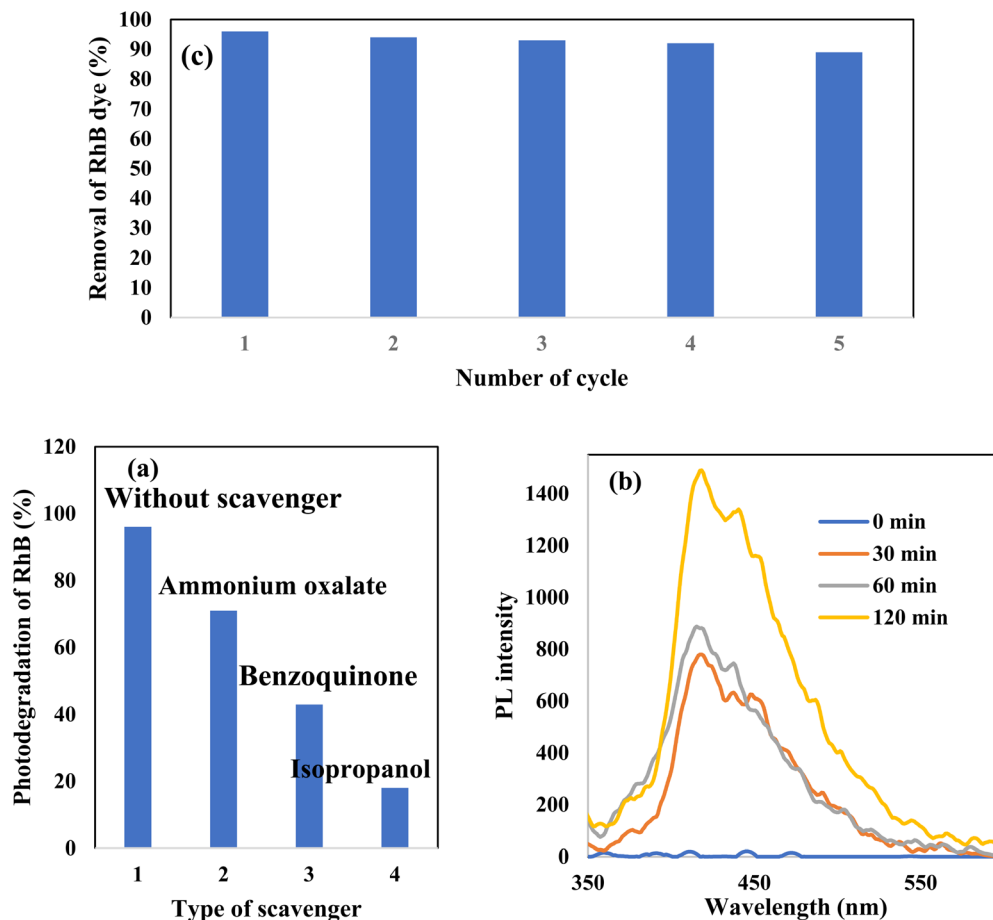 (c)
Removal of RhB dye (%)
100
90
80
70
60
50
40
30
20
10
0
1 2 3 4 5
Number of cycle
(a)
Photodegradation of RhB (%)
120
100
80
60
40
20
0
Without scavenger
Ammonium oxalate
Benzoquinone
Isopropanol
1 2 3 4
Type of scavenger
(b)
PL intensity
1400
1200
1000
800
600
400
200
0
0 min
30 min
60 min
120 min
350 450 550
Wavelength (nm)